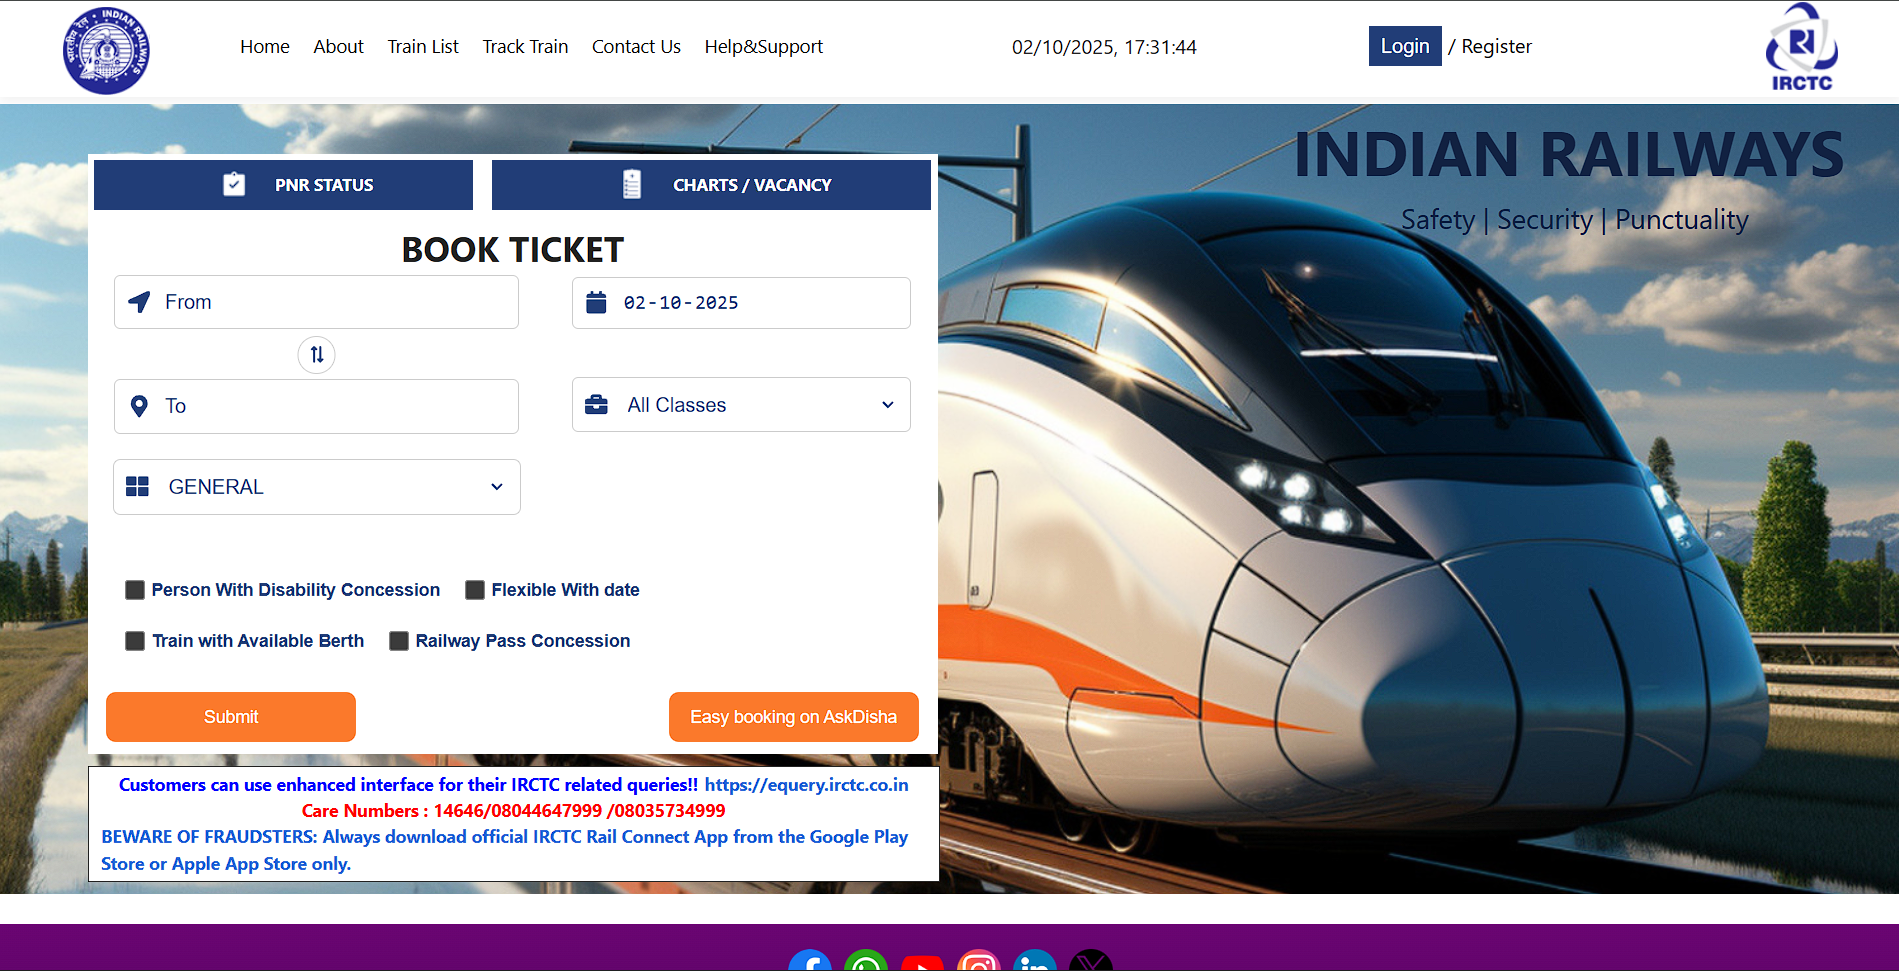 Home About Train List Track Train Contact Us Help&Support 02/10/2025, 17:31:44 Login / Register
INDIAN RAILWAYS
भारतीय रेल
IRCTC
INDIAN RAILWAYS
Safety | Security | Punctuality
PNR STATUS CHARTS / VACANCY
BOOK TICKET
From 02-10-2025
To All Classes
GENERAL
Person With Disability Concession Flexible With date
Train with Available Berth Railway Pass Concession
Submit Easy booking on AskDisha
Customers can use enhanced interface for their IRCTC related queries!! https://equery.irctc.co.in
Care Numbers : 14646/08044647999 /08035734999
BEWARE OF FRAUDSTERS: Always download official IRCTC Rail Connect App from the Google Play
Store or Apple App Store only.